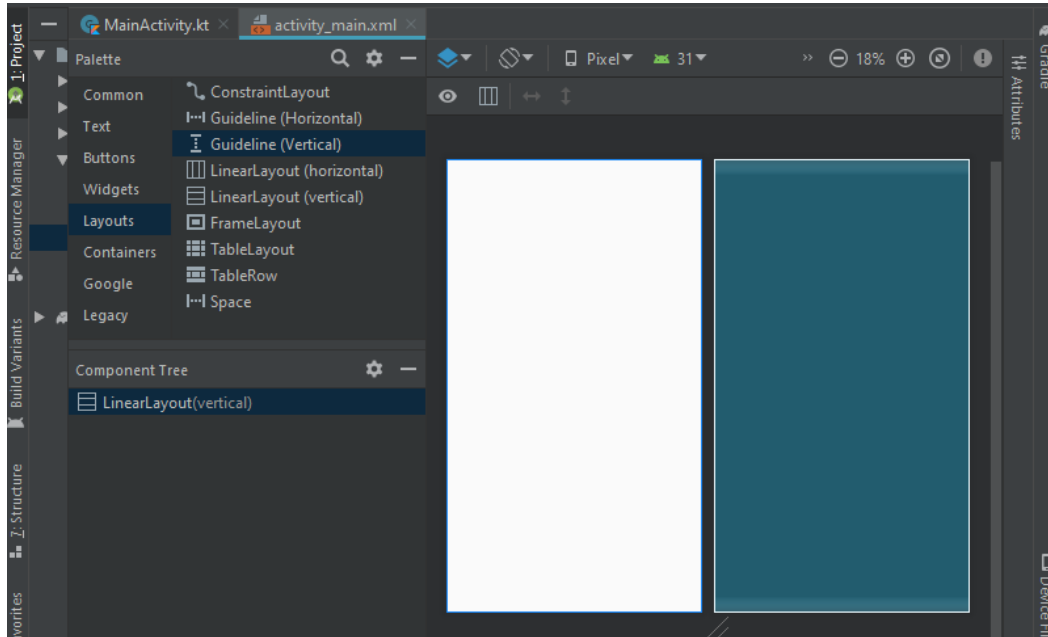 MainActivity.kt
activity_main.xml
1: Project
Resource Manager
Build Variants
7: Structure
Palette
Common
Text
Buttons
Widgets
Layouts
Containers
Google
Legacy
ConstraintLayout
Guideline (Horizontal)
Guideline (Vertical)
LinearLayout (horizontal)
LinearLayout (vertical)
FrameLayout
TableLayout
TableRow
Space
Component Tree
LinearLayout(vertical)
Pixel
31
18%
Attributes
Gradle